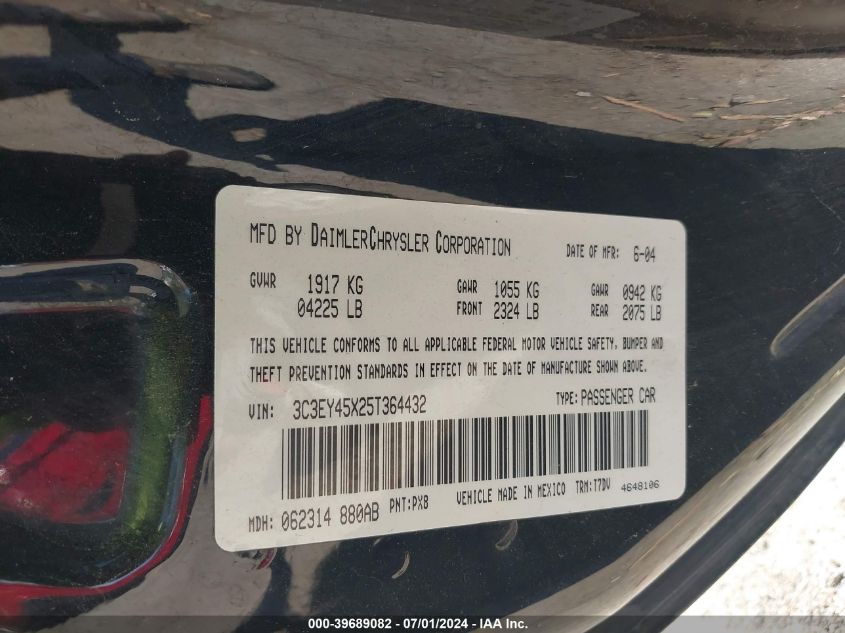 MFD BY DAIMLERCHRYSLER CORPORATION DATE OF MFR: 6-04
GVWR 1917 KG GAWR 1055 KG GAWR 0942 KG
04225 LB FRONT 2324 LB REAR 2075 LB
THIS VEHICLE CONFORMS TO ALL APPLICABLE FEDERAL MOTOR VEHICLE SAFETY, BUMPER AND
THEFT PREVENTION STANDARDS IN EFFECT ON THE DATE OF MANUFACTURE SHOWN ABOVE.
VIN: 3C3EY45X25T364432 TYPE: PASSENGER CAR
MDH: 062314 880AB PNT: PX8 VEHICLE MADE IN MEXICO TRM: T7DV 4648106
000-39689082 - 07/01/2024 - IAA Inc.